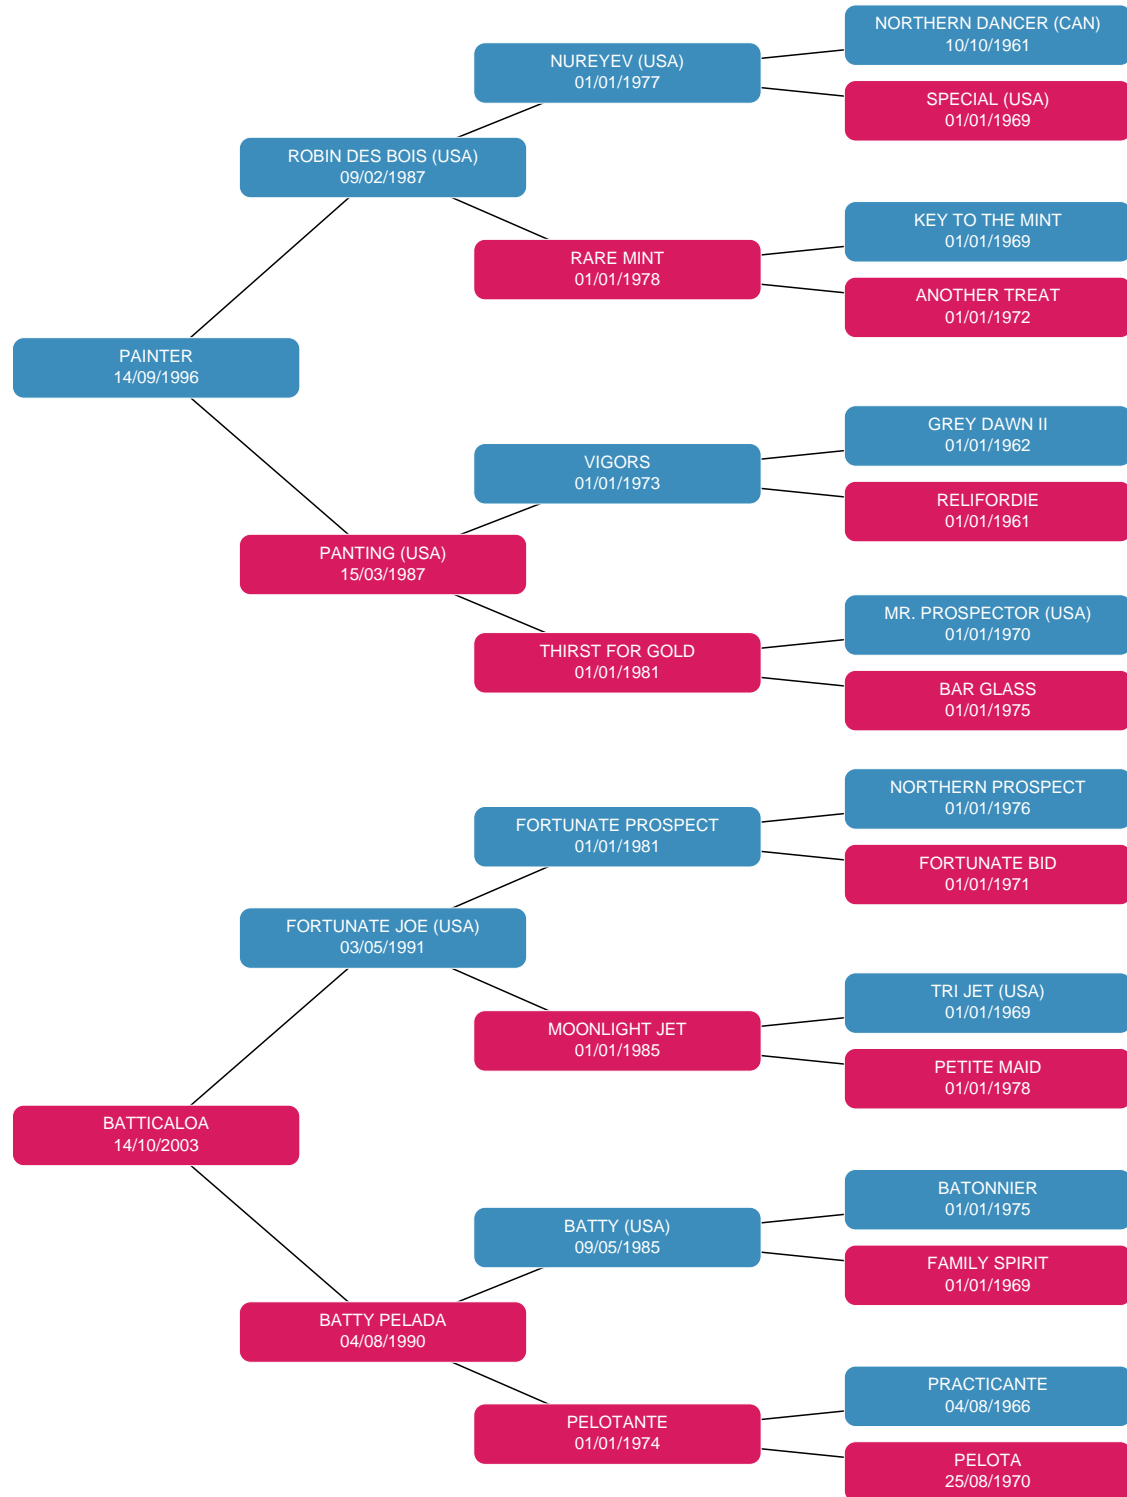 NORTHERN DANCER (CAN)
10/10/1961
NUREYEV (USA)
01/01/1977
SPECIAL (USA)
01/01/1969
ROBIN DES BOIS (USA)
09/02/1987
KEY TO THE MINT
01/01/1969
RARE MINT
01/01/1978
ANOTHER TREAT
01/01/1972
PAINTER
14/09/1996
GREY DAWN II
01/01/1962
VIGORS
01/01/1973
RELIFORDIE
01/01/1961
PANTING (USA)
15/03/1987
MR. PROSPECTOR (USA)
01/01/1970
THIRST FOR GOLD
01/01/1981
BAR GLASS
01/01/1975
NORTHERN PROSPECT
01/01/1976
FORTUNATE PROSPECT
01/01/1981
FORTUNATE BID
01/01/1971
FORTUNATE JOE (USA)
03/05/1991
TRI JET (USA)
01/01/1969
MOONLIGHT JET
01/01/1985
PETITE MAID
01/01/1978
BATTICALOA
14/10/2003
BATONNIER
01/01/1975
BATTY (USA)
09/05/1985
FAMILY SPIRIT
01/01/1969
BATTY PELADA
04/08/1990
PRACTICANTE
04/08/1966
PELOTANTE
01/01/1974
PELOTA
25/08/1970